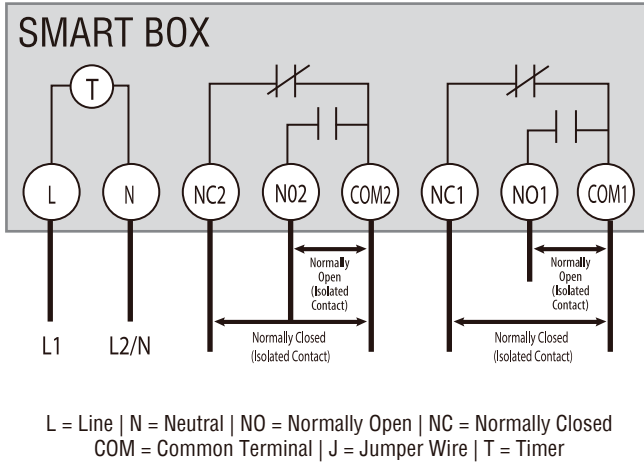 SMART BOX
T
L
N
NC2
N02
COM2
NC1
NO1
COM1
Normally
Open
(Isolated
Contact)
Normally
Open
(Isolated
Contact)
L1
L2/N
Normally Closed
(Isolated Contact)
Normally Closed
(Isolated Contact)
L = Line | N = Neutral | NO = Normally Open | NC = Normally Closed
COM = Common Terminal | J = Jumper Wire | T = Timer